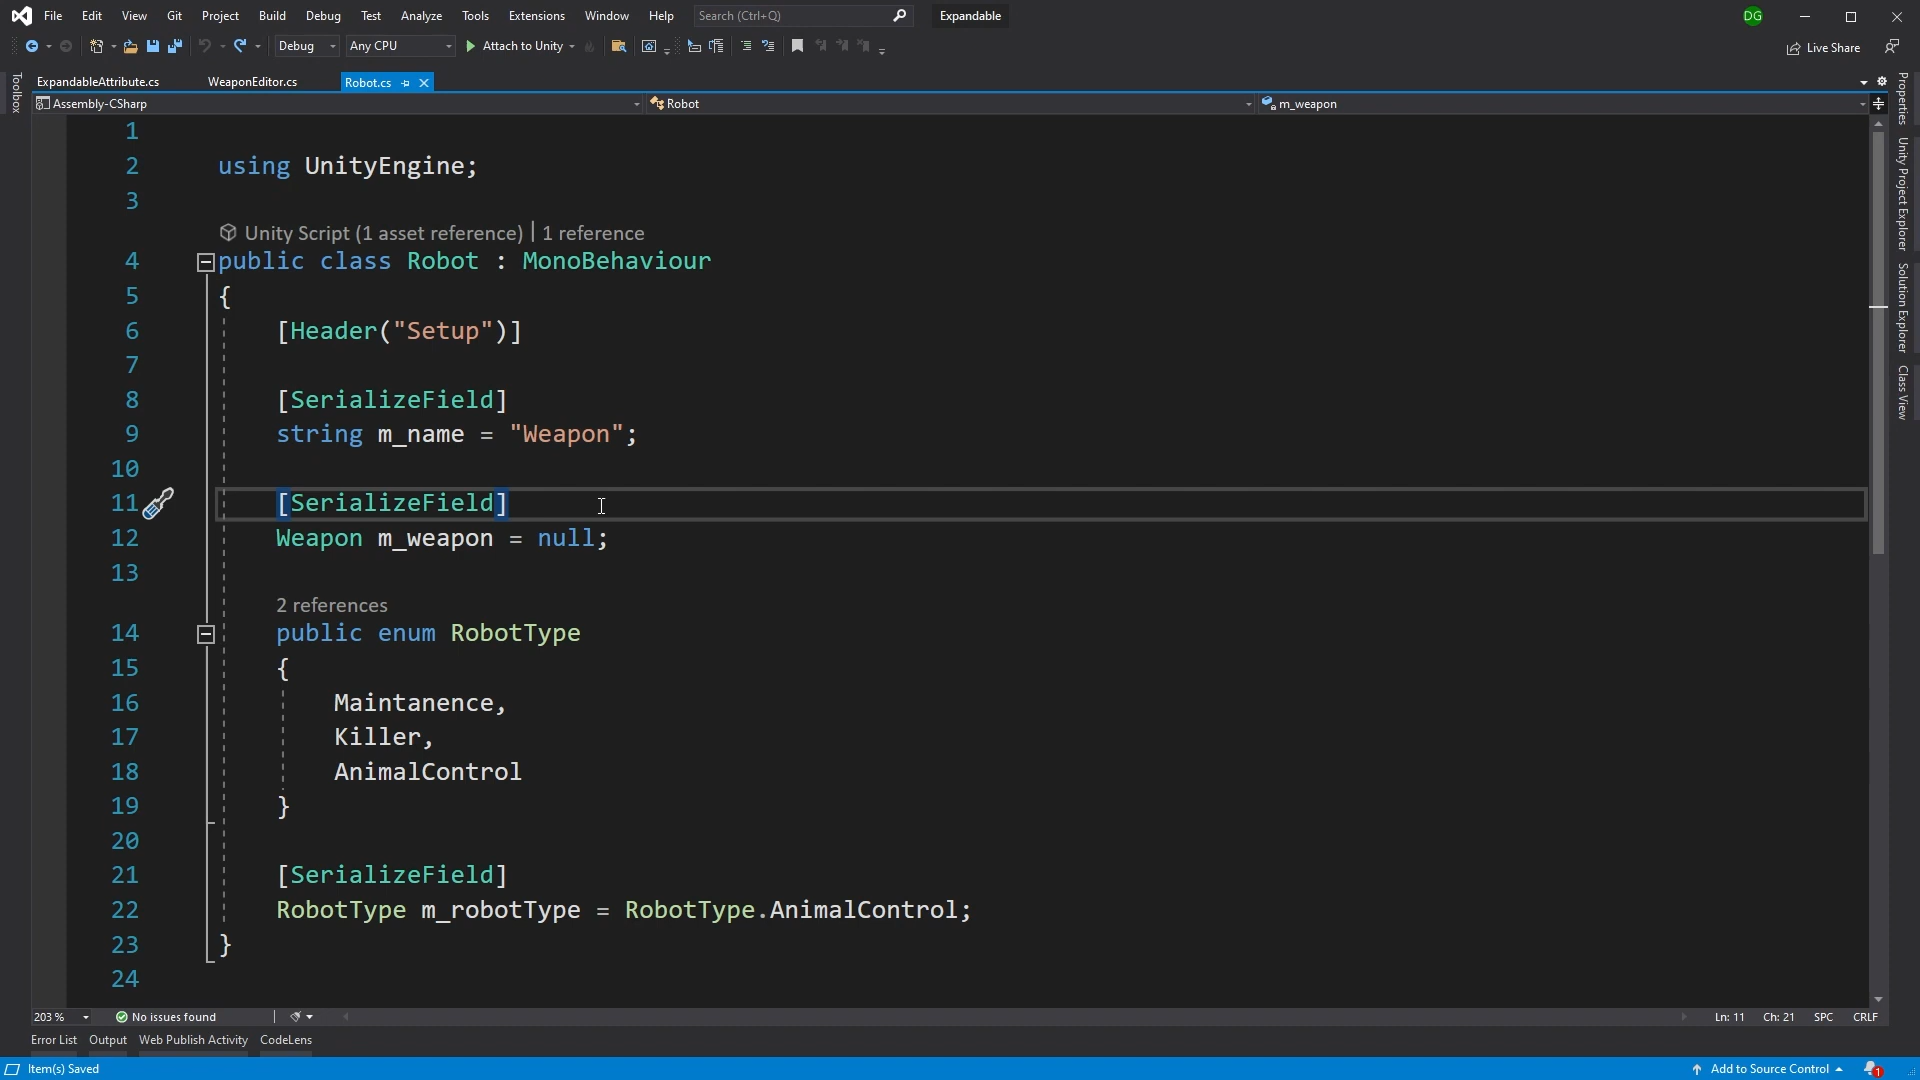 File Edit View Git Project Build Debug Test Analyze Tools Extensions Window Help Search (Ctrl+Q) Expandable DG
Debug Any CPU Attach to Unity Live Share
ExpandableAttribute.cs WeaponEditor.cs Robot.cs
Assembly-CSharp Robot m_weapon
Toolbox
Properties
Unity Project Explorer
Solution Explorer
Class View
1
2 using UnityEngine;
3
Unity Script (1 asset reference) | 1 reference
4 public class Robot : MonoBehaviour
5 {
6 [Header("Setup")]
7
8 [SerializeField]
9 string m_name = "Weapon";
10
11 [SerializeField]
12 Weapon m_weapon = null;
13
2 references
14 public enum RobotType
15 {
16 Maintanence,
17 Killer,
18 AnimalControl
19 }
20
21 [SerializeField]
22 RobotType m_robotType = RobotType.AnimalControl;
23 }
24
203 % No issues found Ln: 11 Ch: 21 SPC CRLF
Error List Output Web Publish Activity CodeLens
Item(s) Saved Add to Source Control 1